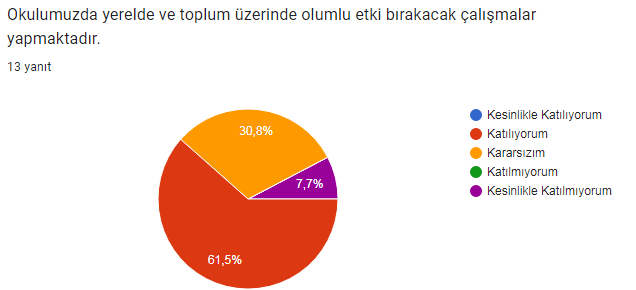 Okulumuzda yerelde ve toplum üzerinde olumlu etki bırakacak çalışmalar
yapmaktadır.
13 yanıt
30,8%
7,7%
61,5%
Kesinlikle Katılıyorum
Katılıyorum
Kararsızım
Katılmıyorum
Kesinlikle Katılmıyorum